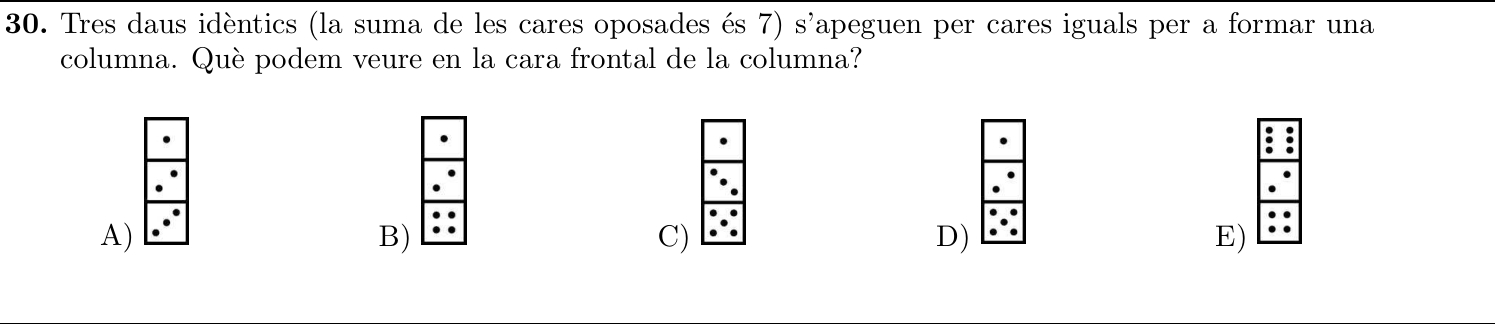 30. Tres daus idèntics (la suma de les cares oposades és 7) s'apeguen per cares iguals per a formar una
columna. Què podem veure en la cara frontal de la columna?
A) B) C) D) E)